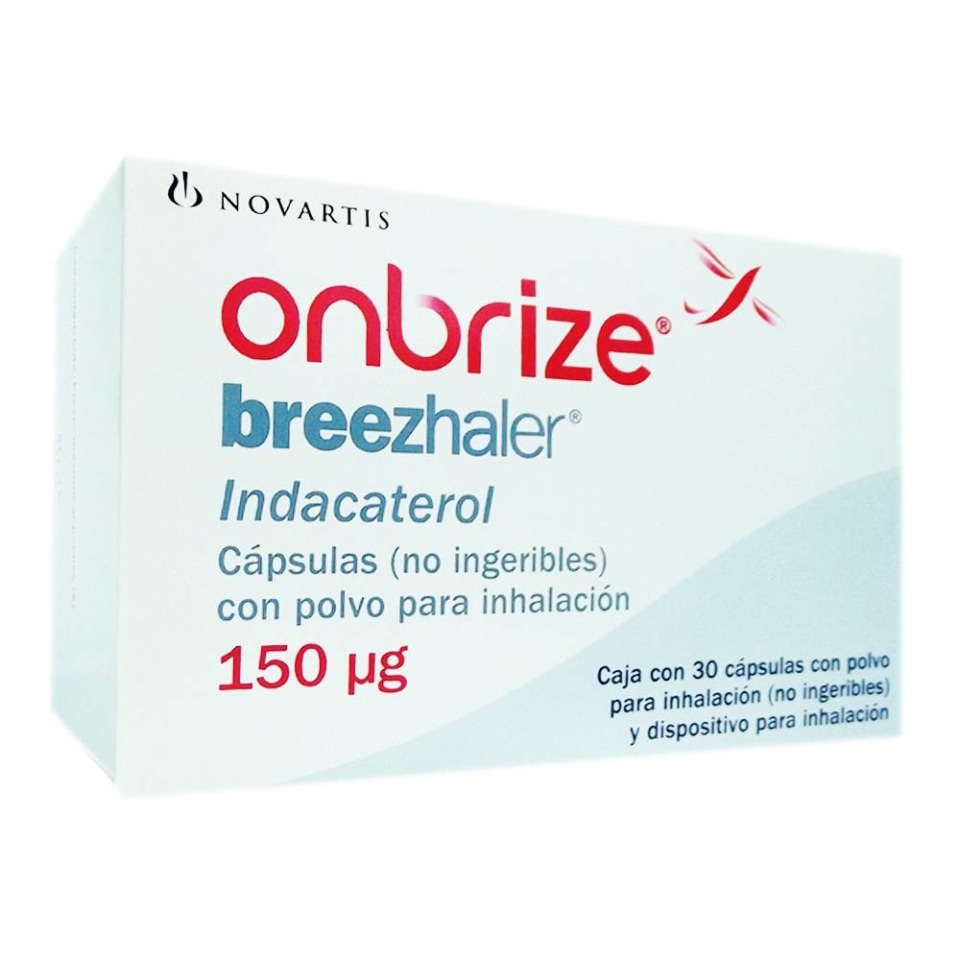 NOVARTIS
onbrize®
breezhaler®
Indacaterol
Cápsulas (no ingeribles)
con polvo para inhalación
150 µg
Caja con 30 cápsulas con polvo
para inhalación (no ingeribles)
y dispositivo para inhalación